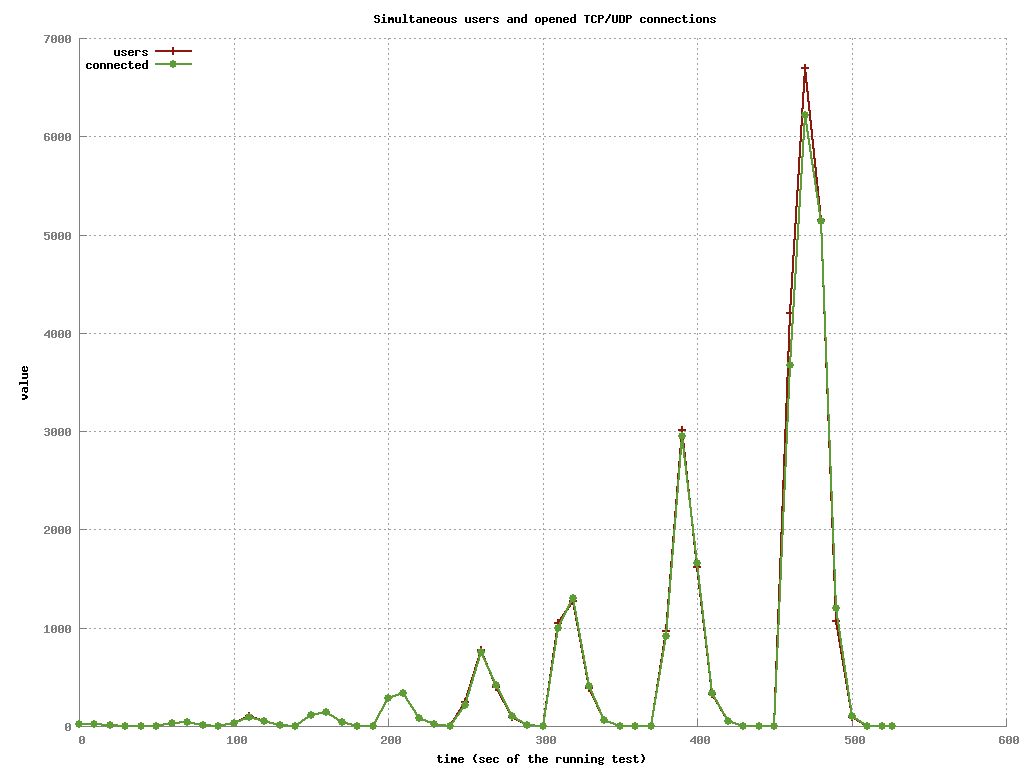 Simultaneous users and opened TCP/UDP connections
7000
users
connected
6000
5000
4000
value
3000
2000
1000
0
0 100 200 300 400 500 600
time (sec of the running test)